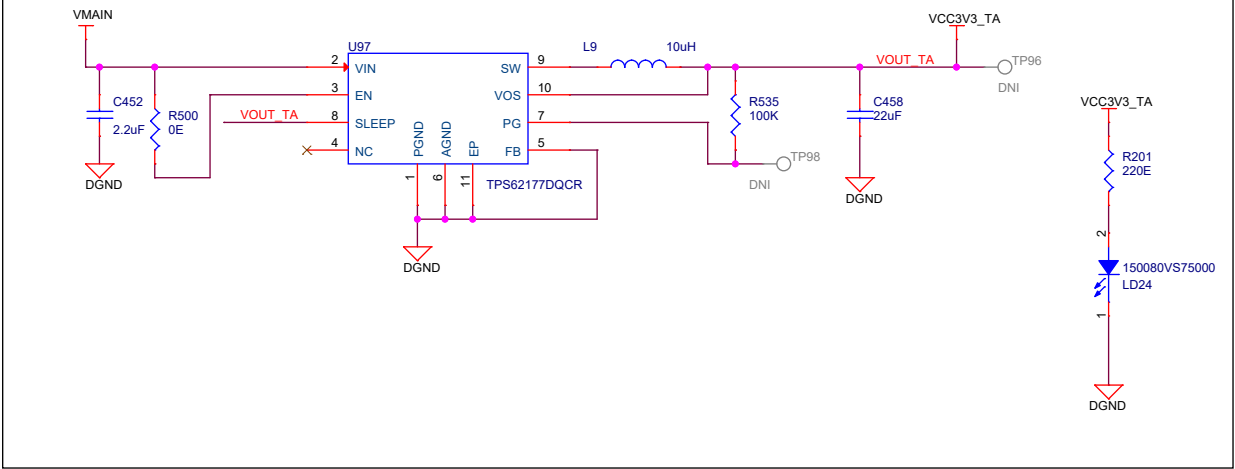 VMAIN
VCC3V3_TA
U97
L9
10uH
2
VIN
SW
9
VOUT_TA
TP96
DNI
3
EN
VOS
10
C452
2.2uF
R500
0E
R535
100K
C458
22uF
VCC3V3_TA
VOUT_TA
8
SLEEP
PG
7
4
NC
PGND
AGND
EP
FB
5
TP98
DNI
R201
220E
1
6
11
TPS62177DQCR
DGND
DGND
DGND
2
150080VS75000
LD24
1
DGND